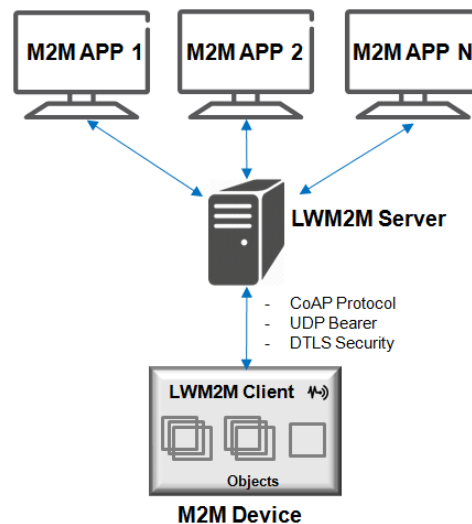 M2M APP 1
M2M APP 2
M2M APP N
LWM2M Server
- CoAP Protocol
- UDP Bearer
- DTLS Security
LWM2M Client
Objects
M2M Device